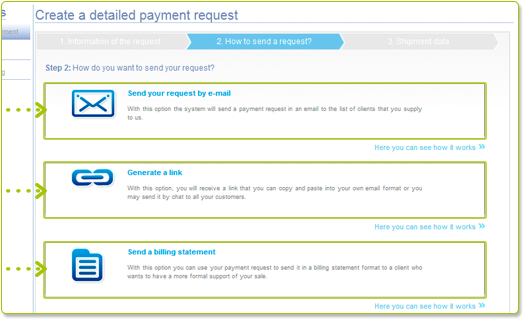 s
Create a detailed payment request
ment
g
1. Information of the request
2. How to send a request?
3. Shipment data
Step 2: How do you want to send your request?
Send your request by e-mail
With this option the system will send a payment request in an email to the list of clients that you supply
to us.
Here you can see how it works »
Generate a link
With this option, you will receive a link that you can copy and paste into your own email format or you
may send it by chat to all your customers.
Here you can see how it works »
Send a billing statement
With this option you can use your payment request to send it in a billing statement format to a client who
wants to have a more formal support of your sale.
Here you can see how it works »